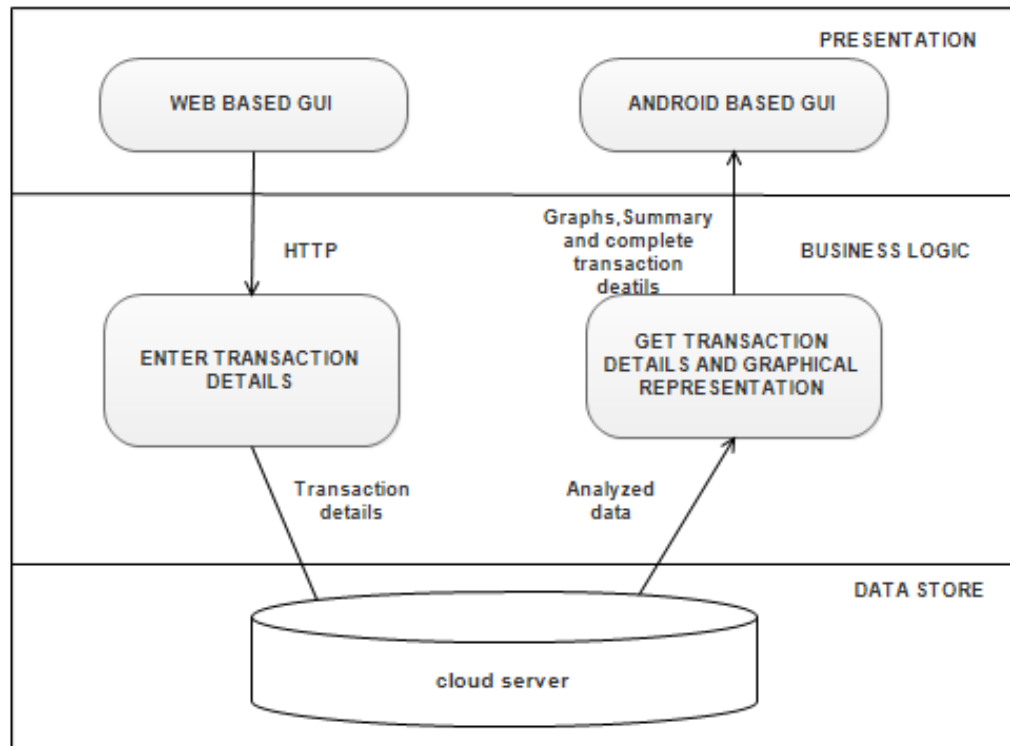 PRESENTATION
WEB BASED GUI
ANDROID BASED GUI
HTTP
Graphs,Summary
and complete
transaction
deatils
BUSINESS LOGIC
ENTER TRANSACTION
DETAILS
GET TRANSACTION
DETAILS AND GRAPHICAL
REPRESENTATION
Transaction
details
Analyzed
data
DATA STORE
cloud server